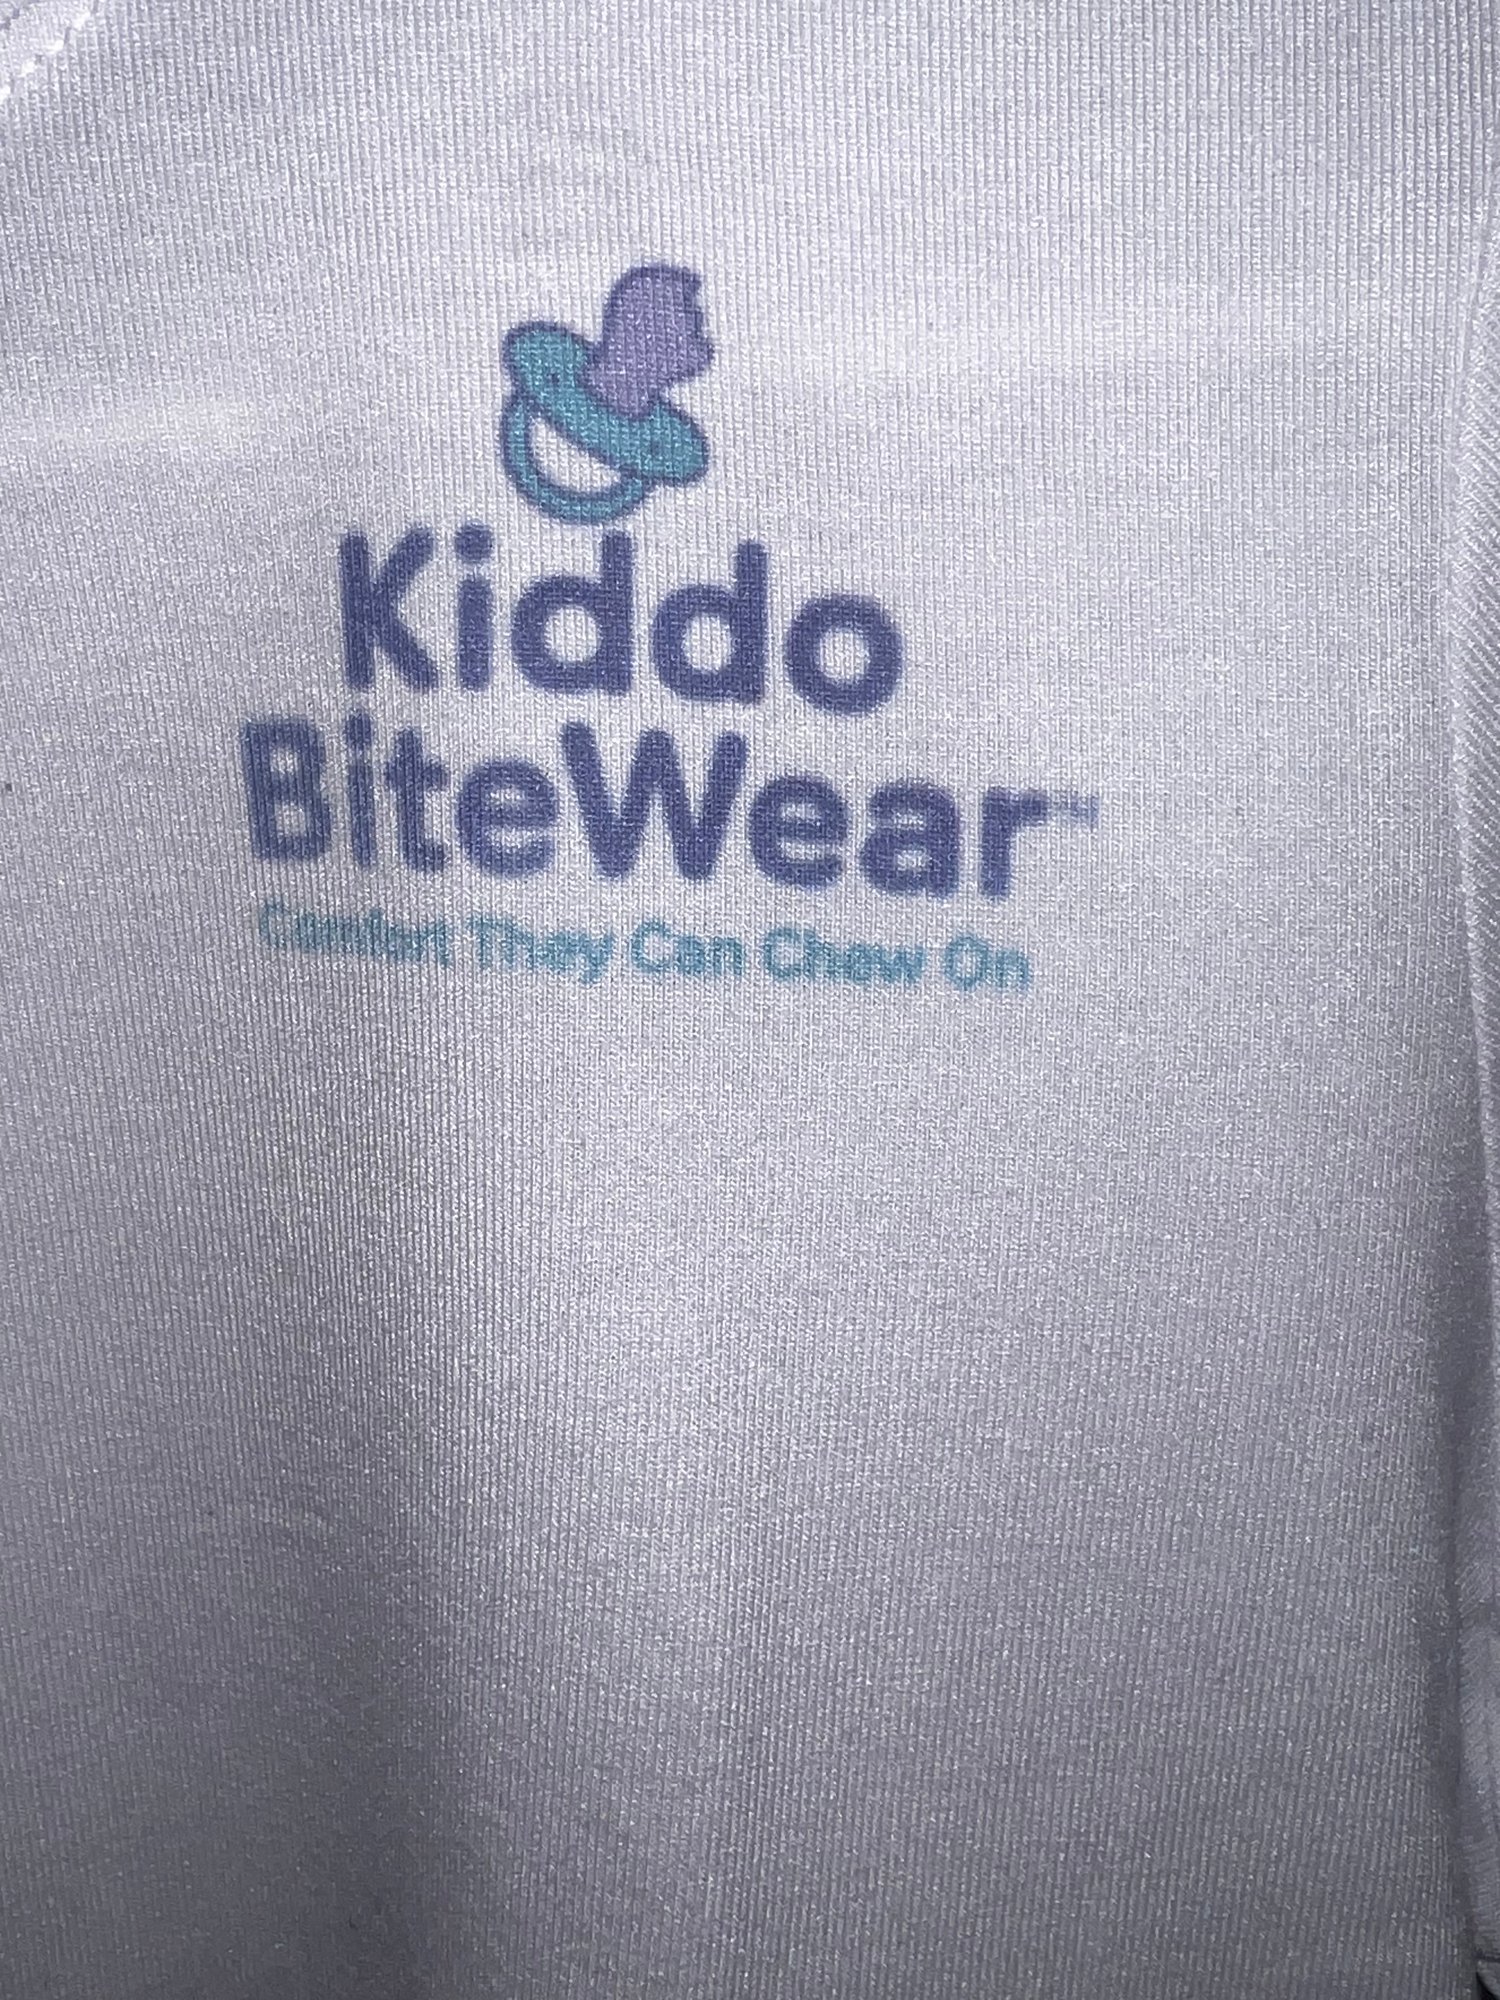 Kiddo
BiteWear™
Comfort They Can Chew On